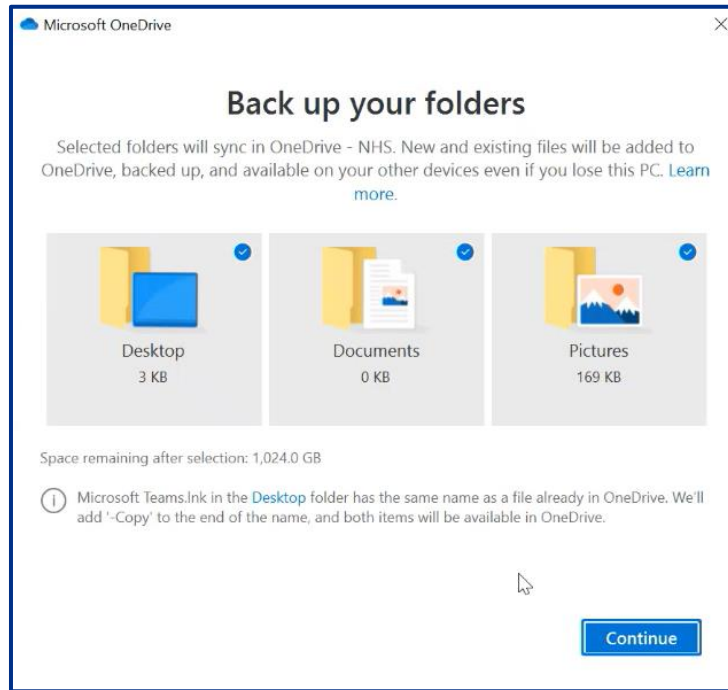 Microsoft OneDrive
Back up your folders
Selected folders will sync in OneDrive - NHS. New and existing files will be added to
OneDrive, backed up, and available on your other devices even if you lose this PC. Learn
more.
Desktop
3 KB
Documents
0 KB
Pictures
169 KB
Space remaining after selection: 1,024.0 GB
Microsoft Teams.lnk in the Desktop folder has the same name as a file already in OneDrive. We'll
add '-Copy' to the end of the name, and both items will be available in OneDrive.
Continue